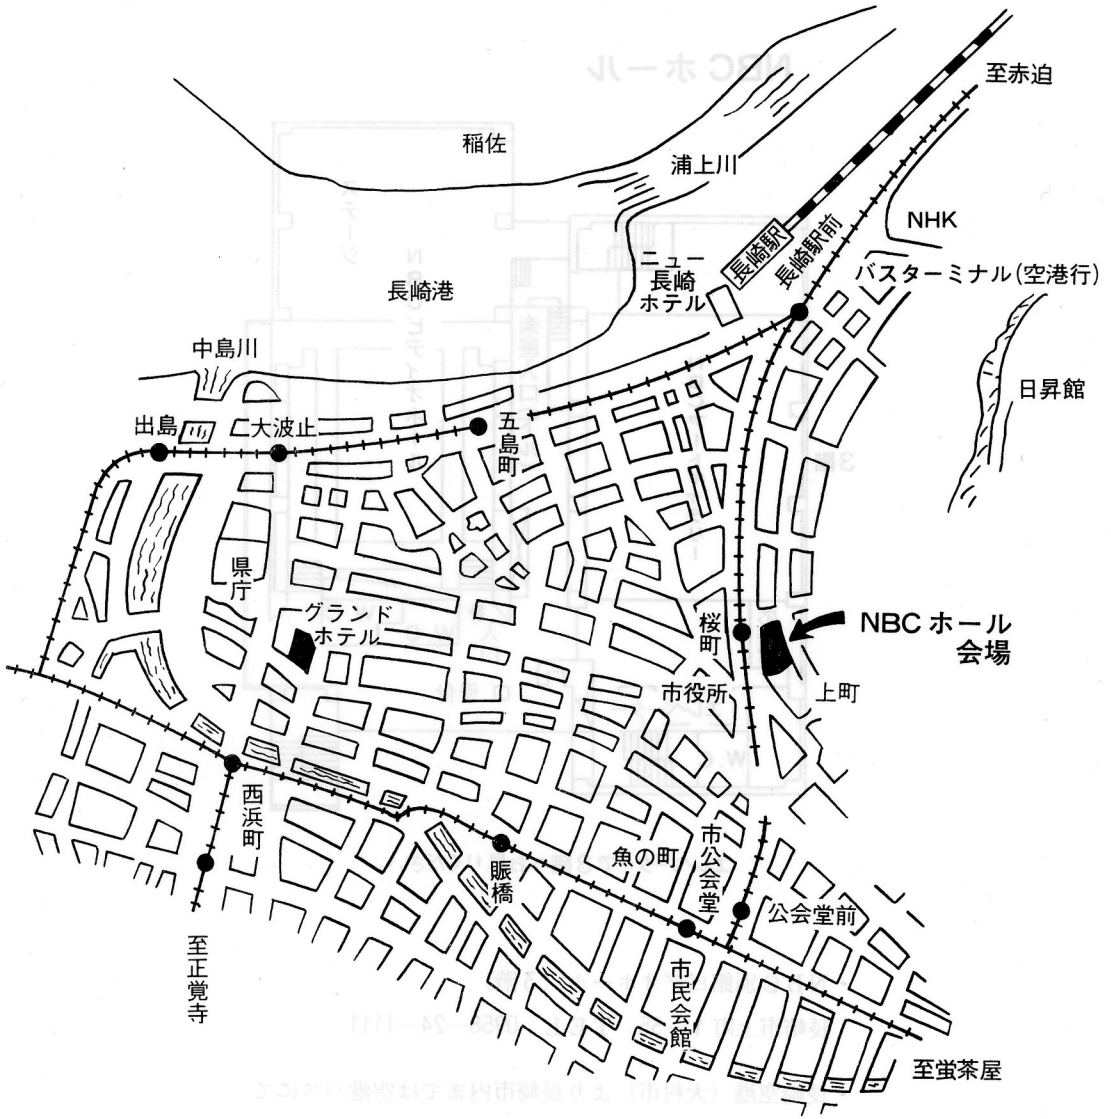 至赤迫
稲佐
浦上川
NHK
長崎駅
長崎駅前
ニュー
長崎
ホテル
バスターミナル(空港行)
長崎港
中島川
日昇館
出島
大波止
五島町
県庁
グランド
ホテル
桜町
NBC ホール
会場
市役所
上町
西浜町
賑橋
魚の町
市公会堂
公会堂前
至正覚寺
市民会館
至蛍茶屋
NBC ホール